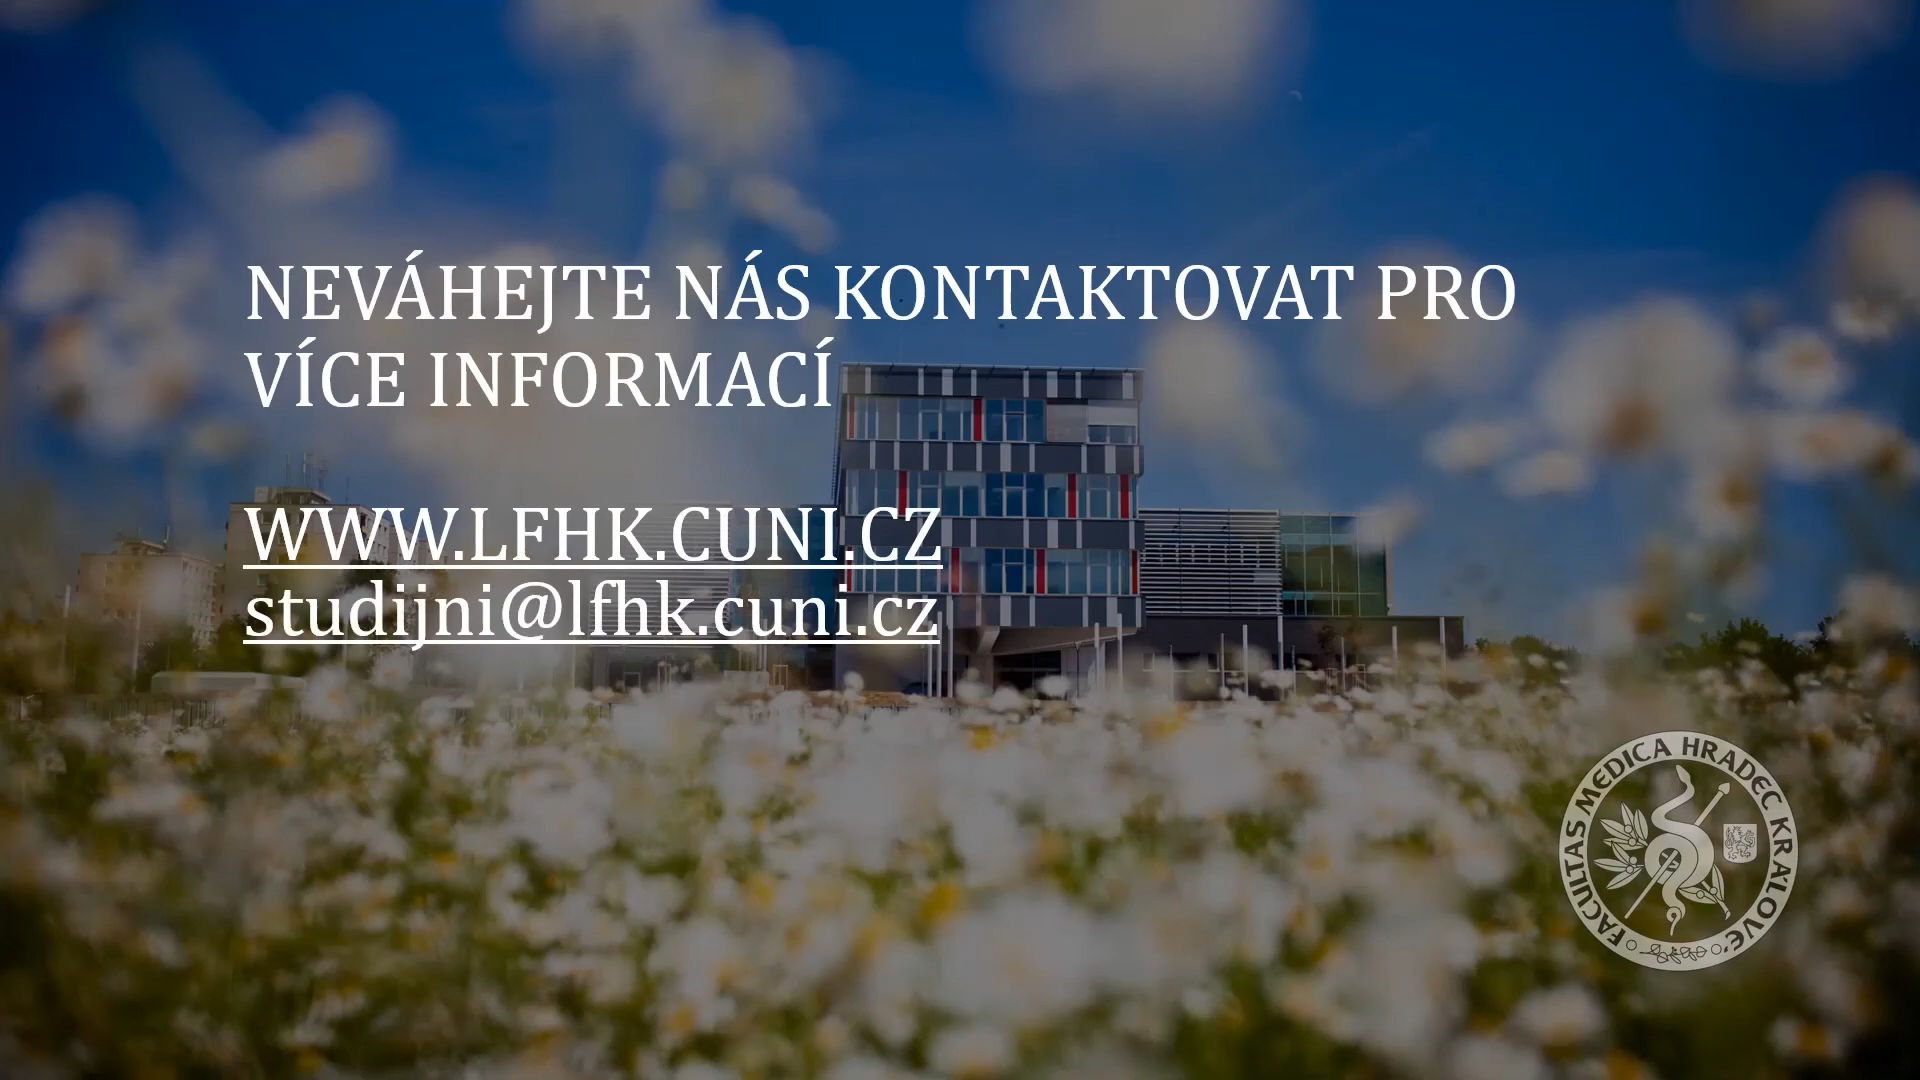 NEVÁHEJTE NÁS KONTAKTOVAT PRO
VÍCE INFORMACÍ
WWW.LFHK.CUNI.CZ
studijni@lfhk.cuni.cz
FACULTAS MEDICA HRADEC KRÁLOVÉ